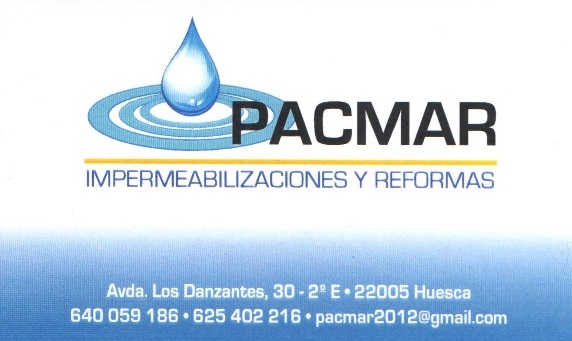 PACMAR
IMPERMEABILIZACIONES Y REFORMAS
Avda. Los Danzantes, 30 - 2º E • 22005 Huesca
640 059 186 • 625 402 216 • pacmar2012@gmail.com